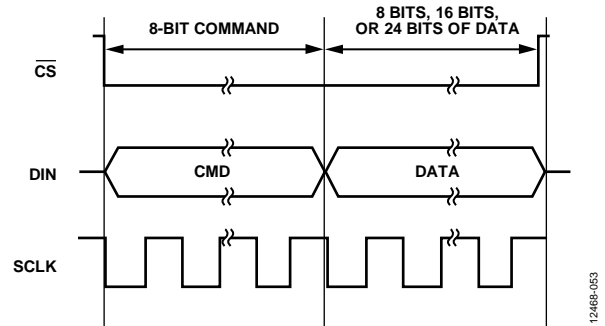 8-BIT COMMAND
8 BITS, 16 BITS,
OR 24 BITS OF DATA
CS
DIN
CMD
DATA
SCLK
12468-053